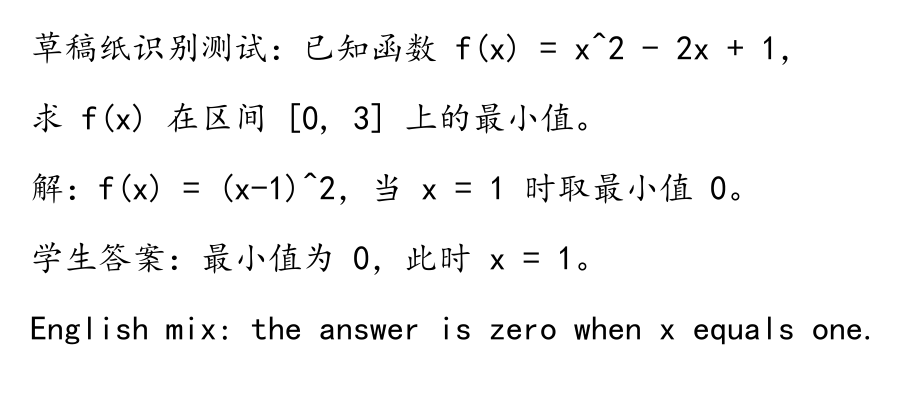 草稿纸识别测试：已知函数 f(x) = x^2 - 2x + 1,
求 f(x) 在区间 [0, 3] 上的最小值。
解：f(x) = (x-1)^2, 当 x = 1 时取最小值 0。
学生答案：最小值为 0, 此时 x = 1。
English mix: the answer is zero when x equals one.